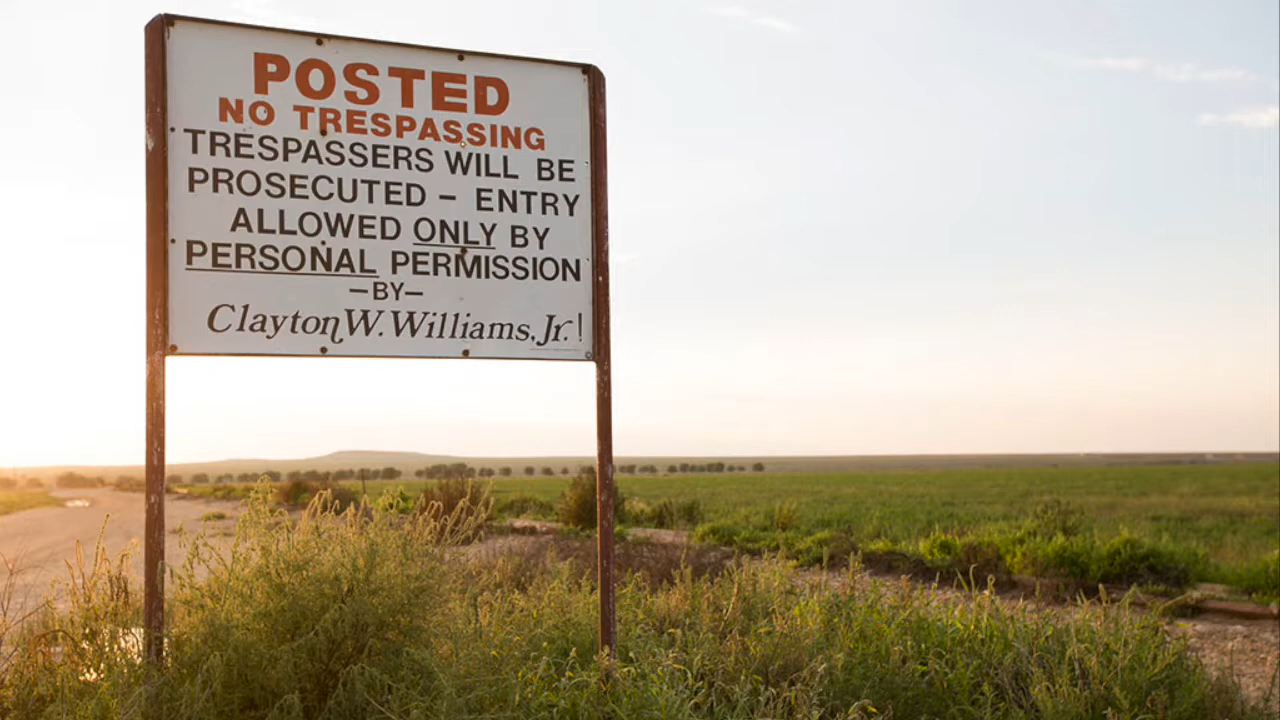 POSTED
NO TRESPASSING
TRESPASSERS WILL BE
PROSECUTED – ENTRY
ALLOWED ONLY BY
PERSONAL PERMISSION
–BY–
Clayton W. Williams, Jr.!